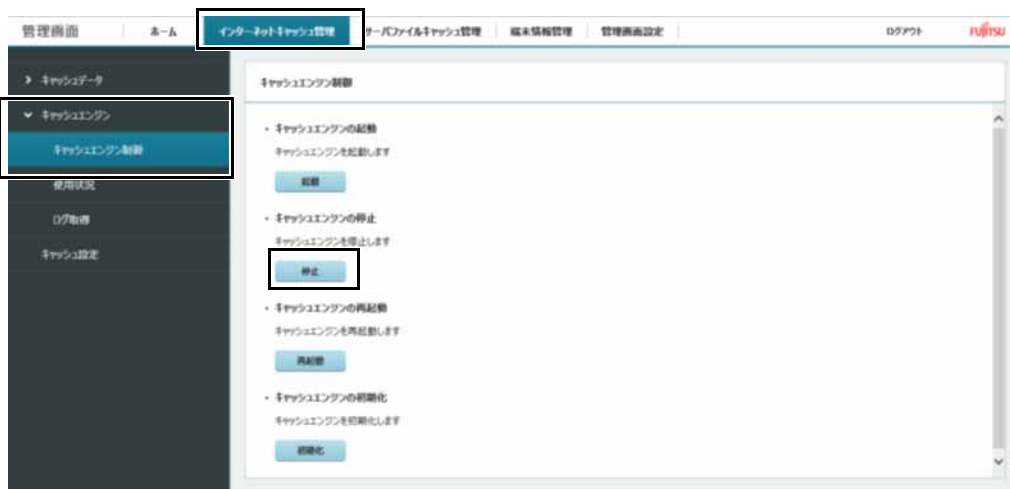 管理画面
ホーム
インターネットキャッシュ管理
サーバファイルキャッシュ管理
端末情報管理
管理画面設定
ログアウト
FUJITSU
キャッシュデータ
キャッシュエンジン
キャッシュエンジン制御
使用状況
ログ取得
キャッシュ設定
キャッシュエンジン制御
・キャッシュエンジンの起動
キャッシュエンジンを起動します
起動
・キャッシュエンジンの停止
キャッシュエンジンを停止します
停止
・キャッシュエンジンの再起動
キャッシュエンジンを再起動します
再起動
・キャッシュエンジンの初期化
キャッシュエンジンを初期化します
初期化